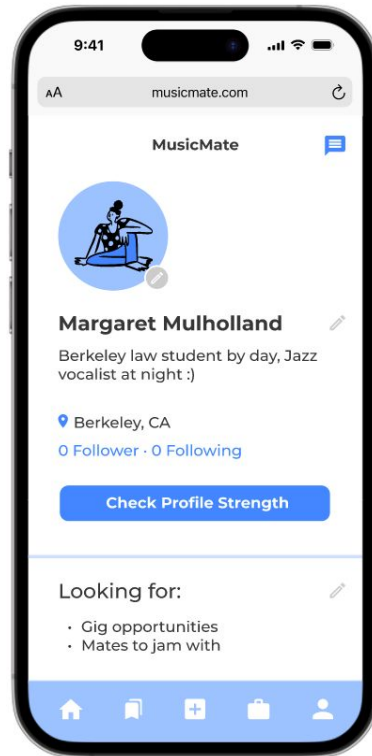 9:41
AA musicmate.com
MusicMate
Margaret Mulholland
Berkeley law student by day, Jazz
vocalist at night :)
Berkeley, CA
0 Follower · 0 Following
Check Profile Strength
Looking for:
• Gig opportunities
• Mates to jam with